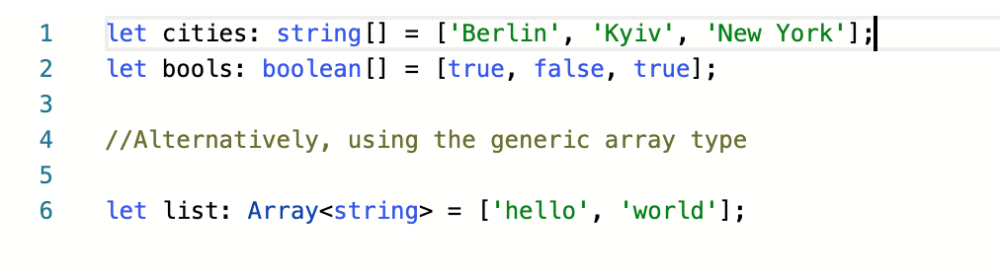 1 let cities: string[] = ['Berlin', 'Kyiv', 'New York'];
2 let bools: boolean[] = [true, false, true];
3
4 //Alternatively, using the generic array type
5
6 let list: Array<string> = ['hello', 'world'];